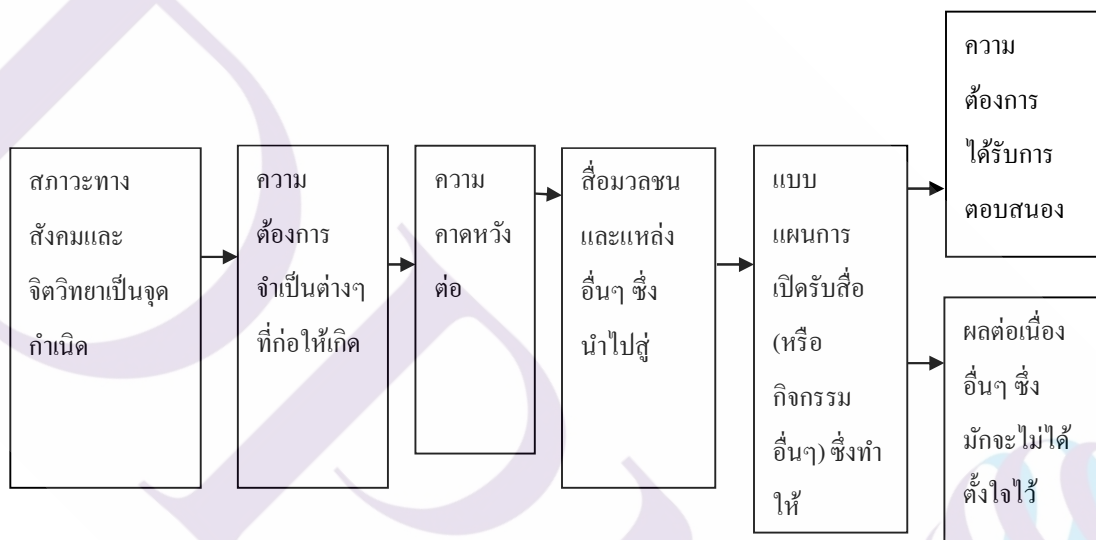 สภาวะทาง
สังคมและ
จิตวิทยาเป็นจุด
กำเนิด
ความ
ต้องการ
จำเป็นต่างๆ
ที่ก่อให้เกิด
ความ
คาดหวัง
ต่อ
สื่อมวลชน
และแหล่ง
อื่นๆ ซึ่ง
นำไปสู่
แบบ
แผนการ
เปิดรับสื่อ
(หรือ
กิจกรรม
อื่นๆ) ซึ่งทำ
ให้
ความ
ต้องการ
ได้รับการ
ตอบสนอง
ผลต่อเนื่อง
อื่นๆ ซึ่ง
มักจะไม่ได้
ตั้งใจไว้